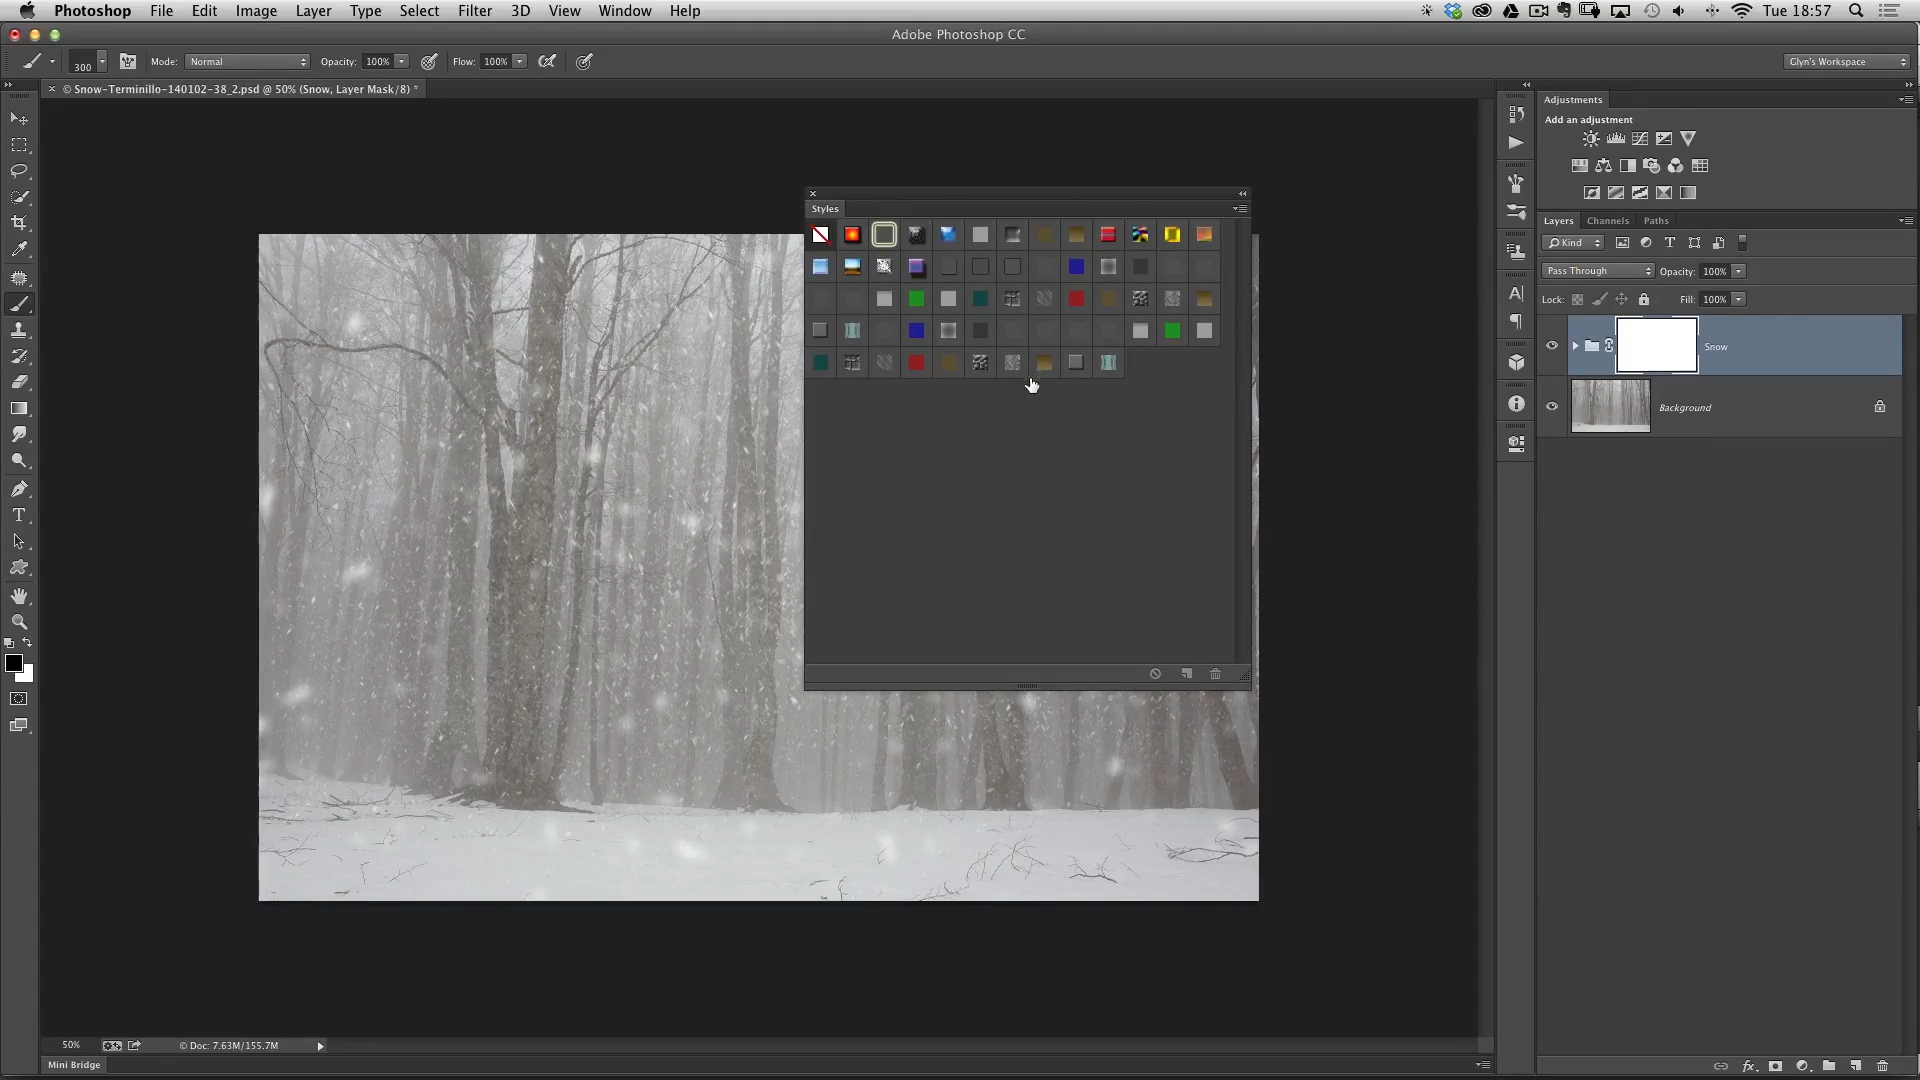 Photoshop File Edit Image Layer Type Select Filter 3D View Window Help
Tue 18:57
Adobe Photoshop CC
300 Mode: Normal Opacity: 100% Flow: 100%
Glyn's Workspace
© Snow-Terminillo-140102-38_2.psd @ 50% (Snow, Layer Mask/8) *
Adjustments
Add an adjustment
Styles
Layers Channels Paths
Kind
Pass Through Opacity: 100%
Lock: Fill: 100%
Snow
Background
50% © Doc: 7.63M/155.7M
Mini Bridge